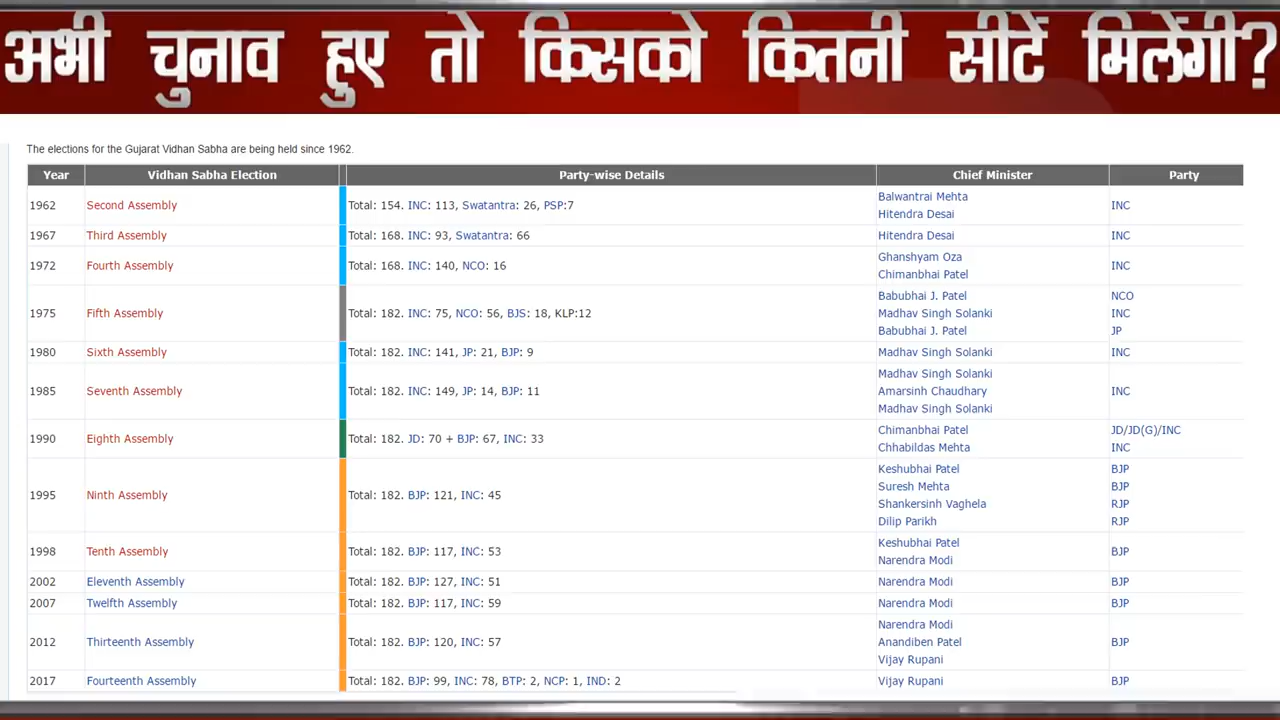 अभी चुनाव हुए तो किसको कितनी सीटें मिलेंगी?
The elections for the Gujarat Vidhan Sabha are being held since 1962.
Year Vidhan Sabha Election Party-wise Details Chief Minister Party
1962 Second Assembly Total: 154. INC: 113, Swatantra: 26, PSP:7 Balwantrai Mehta INC
Hitendra Desai
1967 Third Assembly Total: 168. INC: 93, Swatantra: 66 Hitendra Desai INC
1972 Fourth Assembly Total: 168. INC: 140, NCO: 16 Ghanshyam Oza INC
Chimanbhai Patel
1975 Fifth Assembly Total: 182. INC: 75, NCO: 56, BJS: 18, KLP:12 Babubhai J. Patel NCO
Madhav Singh Solanki INC
Babubhai J. Patel JP
1980 Sixth Assembly Total: 182. INC: 141, JP: 21, BJP: 9 Madhav Singh Solanki INC
1985 Seventh Assembly Total: 182. INC: 149, JP: 14, BJP: 11 Madhav Singh Solanki INC
Amarsinh Chaudhary
Madhav Singh Solanki
1990 Eighth Assembly Total: 182. JD: 70 + BJP: 67, INC: 33 Chimanbhai Patel JD/JD(G)/INC
Chhabildas Mehta INC
1995 Ninth Assembly Total: 182. BJP: 121, INC: 45 Keshubhai Patel BJP
Suresh Mehta BJP
Shankersinh Vaghela RJP
Dilip Parikh RJP
1998 Tenth Assembly Total: 182. BJP: 117, INC: 53 Keshubhai Patel BJP
Narendra Modi
2002 Eleventh Assembly Total: 182. BJP: 127, INC: 51 Narendra Modi BJP
2007 Twelfth Assembly Total: 182. BJP: 117, INC: 59 Narendra Modi BJP
2012 Thirteenth Assembly Total: 182. BJP: 120, INC: 57 Narendra Modi BJP
Anandiben Patel
Vijay Rupani
2017 Fourteenth Assembly Total: 182. BJP: 99, INC: 78, BTP: 2, NCP: 1, IND: 2 Vijay Rupani BJP